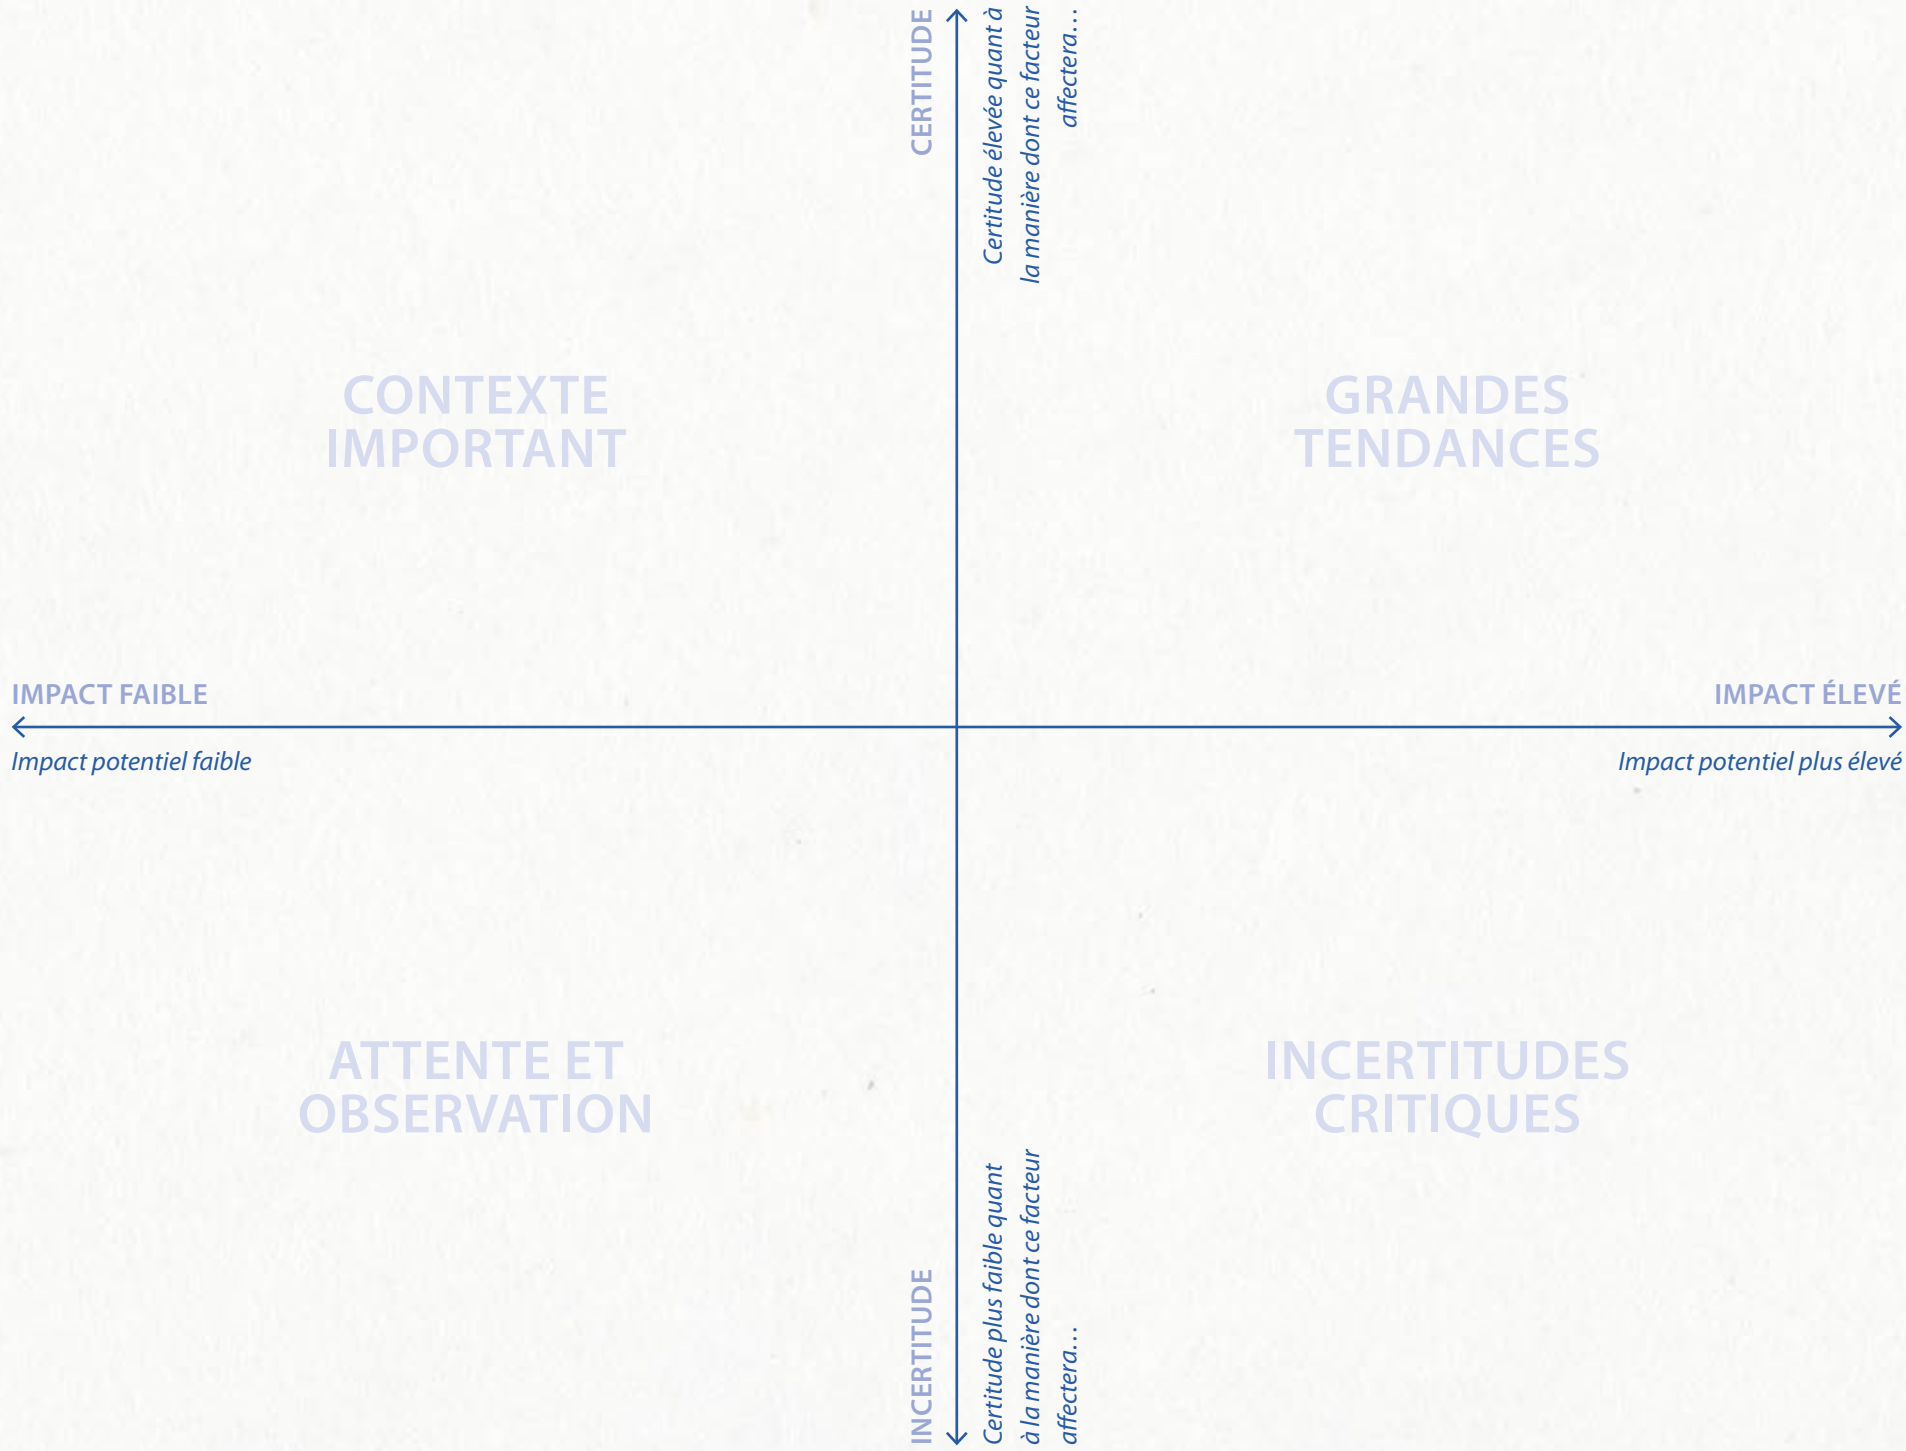 CERTITUDE
Certitude élevée quant à
la manière dont ce facteur
affectera…
CONTEXTE
IMPORTANT
GRANDES
TENDANCES
IMPACT FAIBLE
Impact potentiel faible
IMPACT ÉLEVÉ
Impact potentiel plus élevé
ATTENTE ET
OBSERVATION
INCERTITUDES
CRITIQUES
INCERTITUDE
Certitude plus faible quant
à la manière dont ce facteur
affectera…